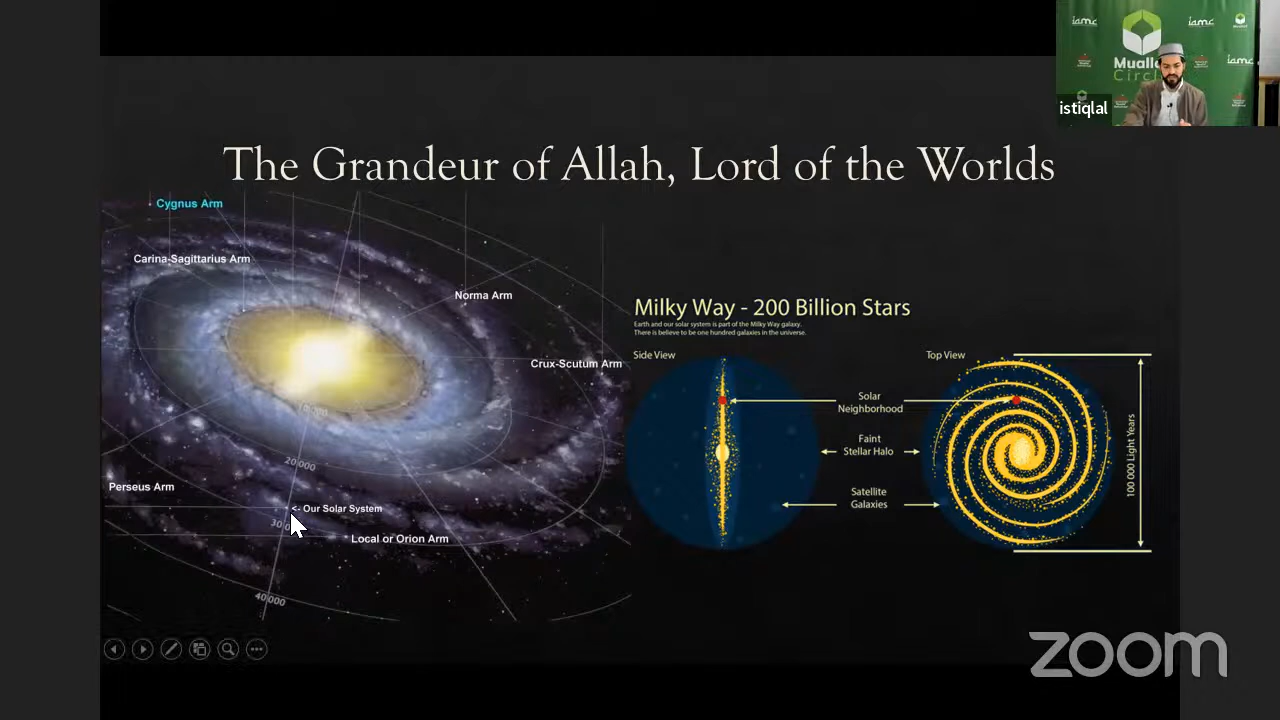 iamc
iamc
Muallim
Circle
iamc
istiqlal
The Grandeur of Allah, Lord of the Worlds
Cygnus Arm
Carina-Sagittarius Arm
Norma Arm
Crux-Scutum Arm
20 000
Perseus Arm
<- Our Solar System
30 0
Local or Orion Arm
40 000
Milky Way - 200 Billion Stars
Earth and our solar system is part of the Milky Way galaxy.
There is believe to be one hundred galaxies in the universe.
Side View
Top View
Solar
Neighborhood
Faint
Stellar Halo
Satellite
Galaxies
100 000 Light Years
zoom